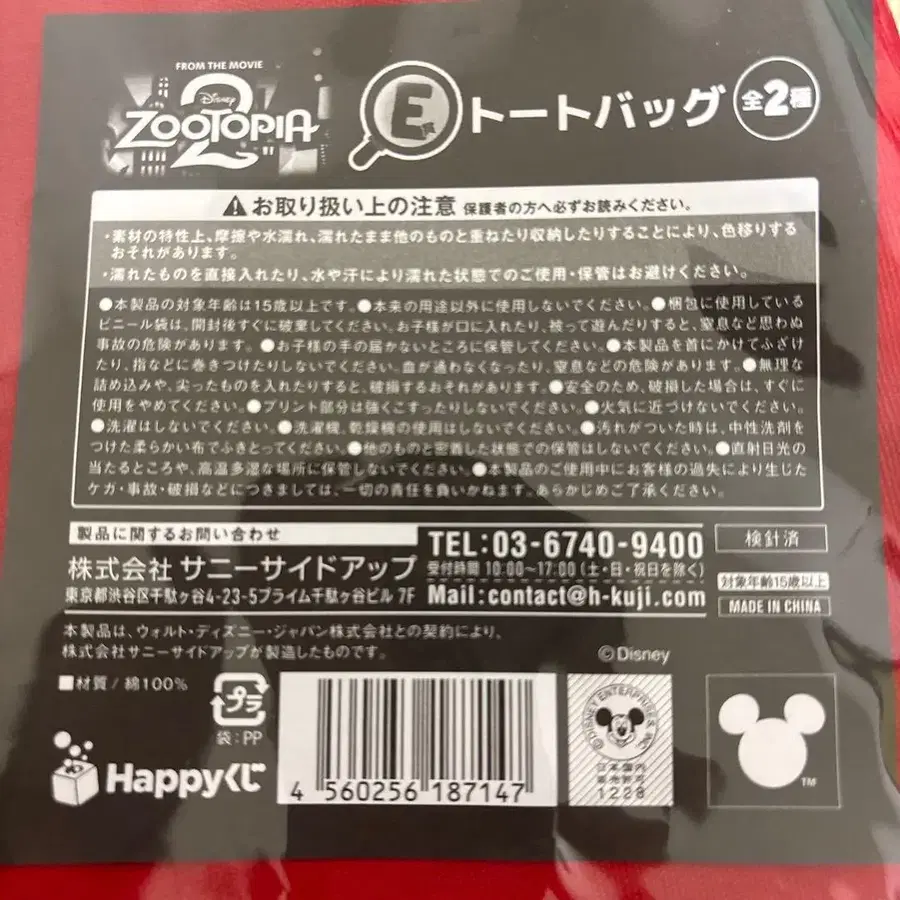 FROM THE MOVIE
Disney
ZOOTOPIA
2
E賞
トートバッグ
全2種
お取り扱い上の注意 保護者の方へ必ずお読みください。
・素材の特性上、摩擦や水濡れ、濡れたまま他のものと重ねたり収納したりすることにより、色移りする
おそれがあります。
・濡れたものを直接入れたり、水や汗により濡れた状態でのご使用・保管はお避けください。
●本製品の対象年齢は15歳以上です。●本来の用途以外に使用しないでください。●梱包に使用している
ビニール袋は、開封後すぐに破棄してください。お子様が口に入れたり、被って遊んだりすると、窒息など思わぬ
事故の危険があります。●お子様の手の届かないところに保管してください。●本製品を首にかけてふざけ
たり、指などに巻きつけたりしないでください。血が通わなくなったり、窒息などの危険があります。●無理な
詰め込みや、尖ったものを入れたりすると、破損するおそれがあります。●安全のため、破損した場合は、すぐに
使用をやめてください。●プリント部分は強くこすったりしないでください。●火気に近づけないでください。
●洗濯はしないでください。●洗濯機、乾燥機の使用はしないでください。●汚れがついた時は、中性洗剤を
つけた柔らかい布でふきとってください。●他のものと密着した状態での保管はしないでください。●直射日光の
当たるところや、高温多湿な場所に保管しないでください。●本製品のご使用中にお客様の過失により生じた
ケガ・事故・破損などにつきましては、一切の責任を負いかねます。あらかじめご了承ください。
製品に関するお問い合わせ
株式会社 サニーサイドアップ
東京都渋谷区千駄ヶ谷4-23-5プライム千駄ヶ谷ビル 7F
TEL:03-6740-9400
受付時間 10:00〜17:00(土・日・祝日を除く)
Mail:contact@h-kuji.com
検針済
対象年齢15歳以上
MADE IN CHINA
本製品は、ウォルト・ディズニー・ジャパン株式会社との契約により、
株式会社サニーサイドアップが製造したものです。
©Disney
■材質/綿100%
プラ
袋:PP
Happyくじ
4 560256 187147
©DISNEY ENTERPRISES, INC.
日本国内
販売許可
1228
TM